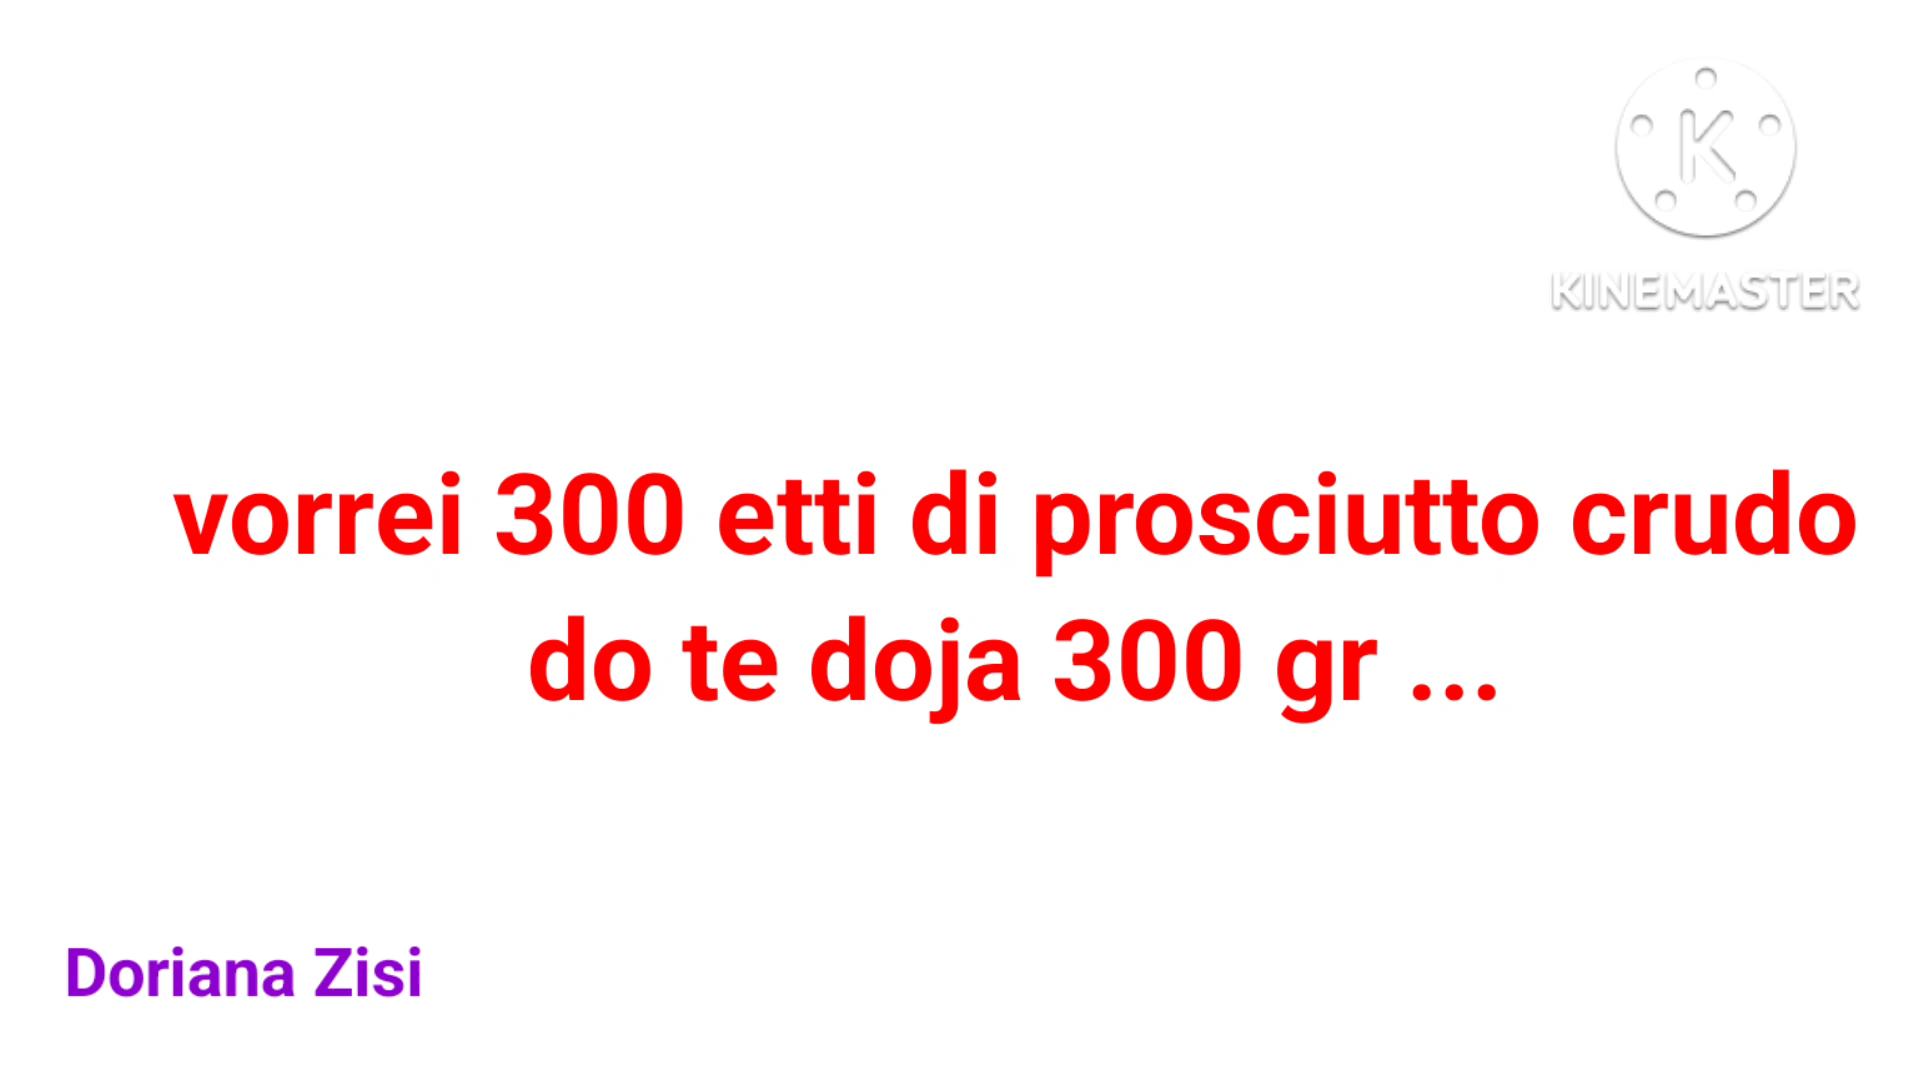 KINEMASTER
vorrei 300 etti di prosciutto crudo
do te doja 300 gr ...
Doriana Zisi